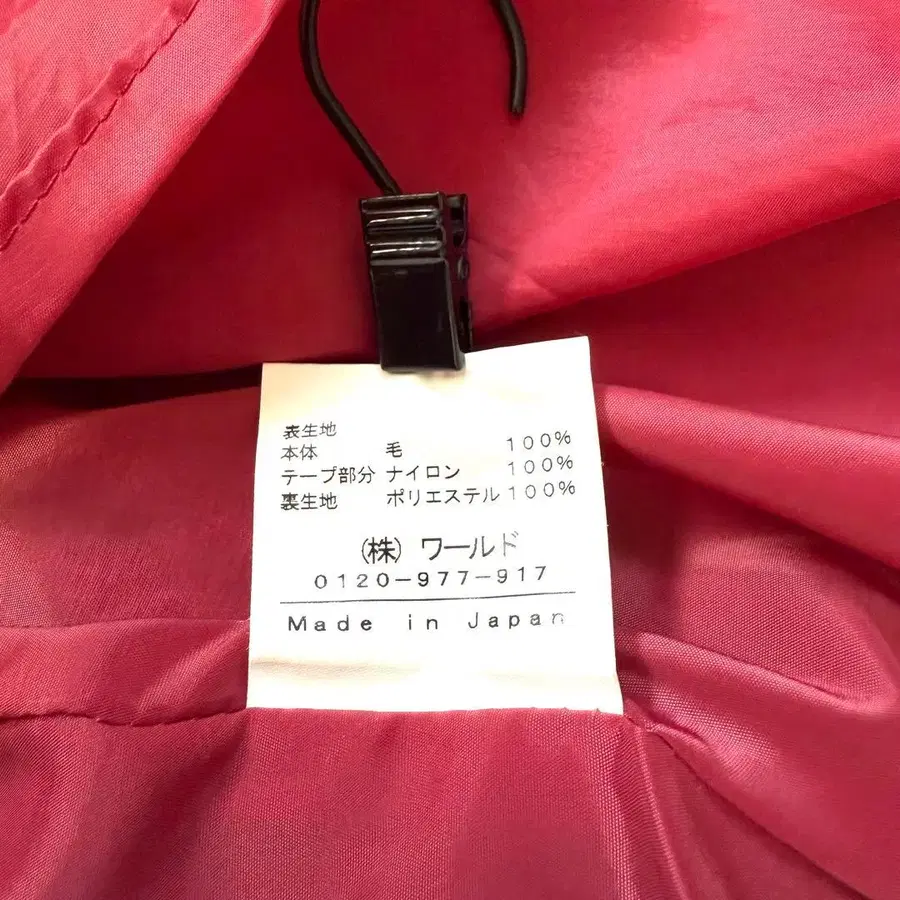 表生地
本体 毛 100%
テープ部分 ナイロン 100%
裏生地 ポリエステル 100%
(株) ワールド
0120-977-917
Made in Japan